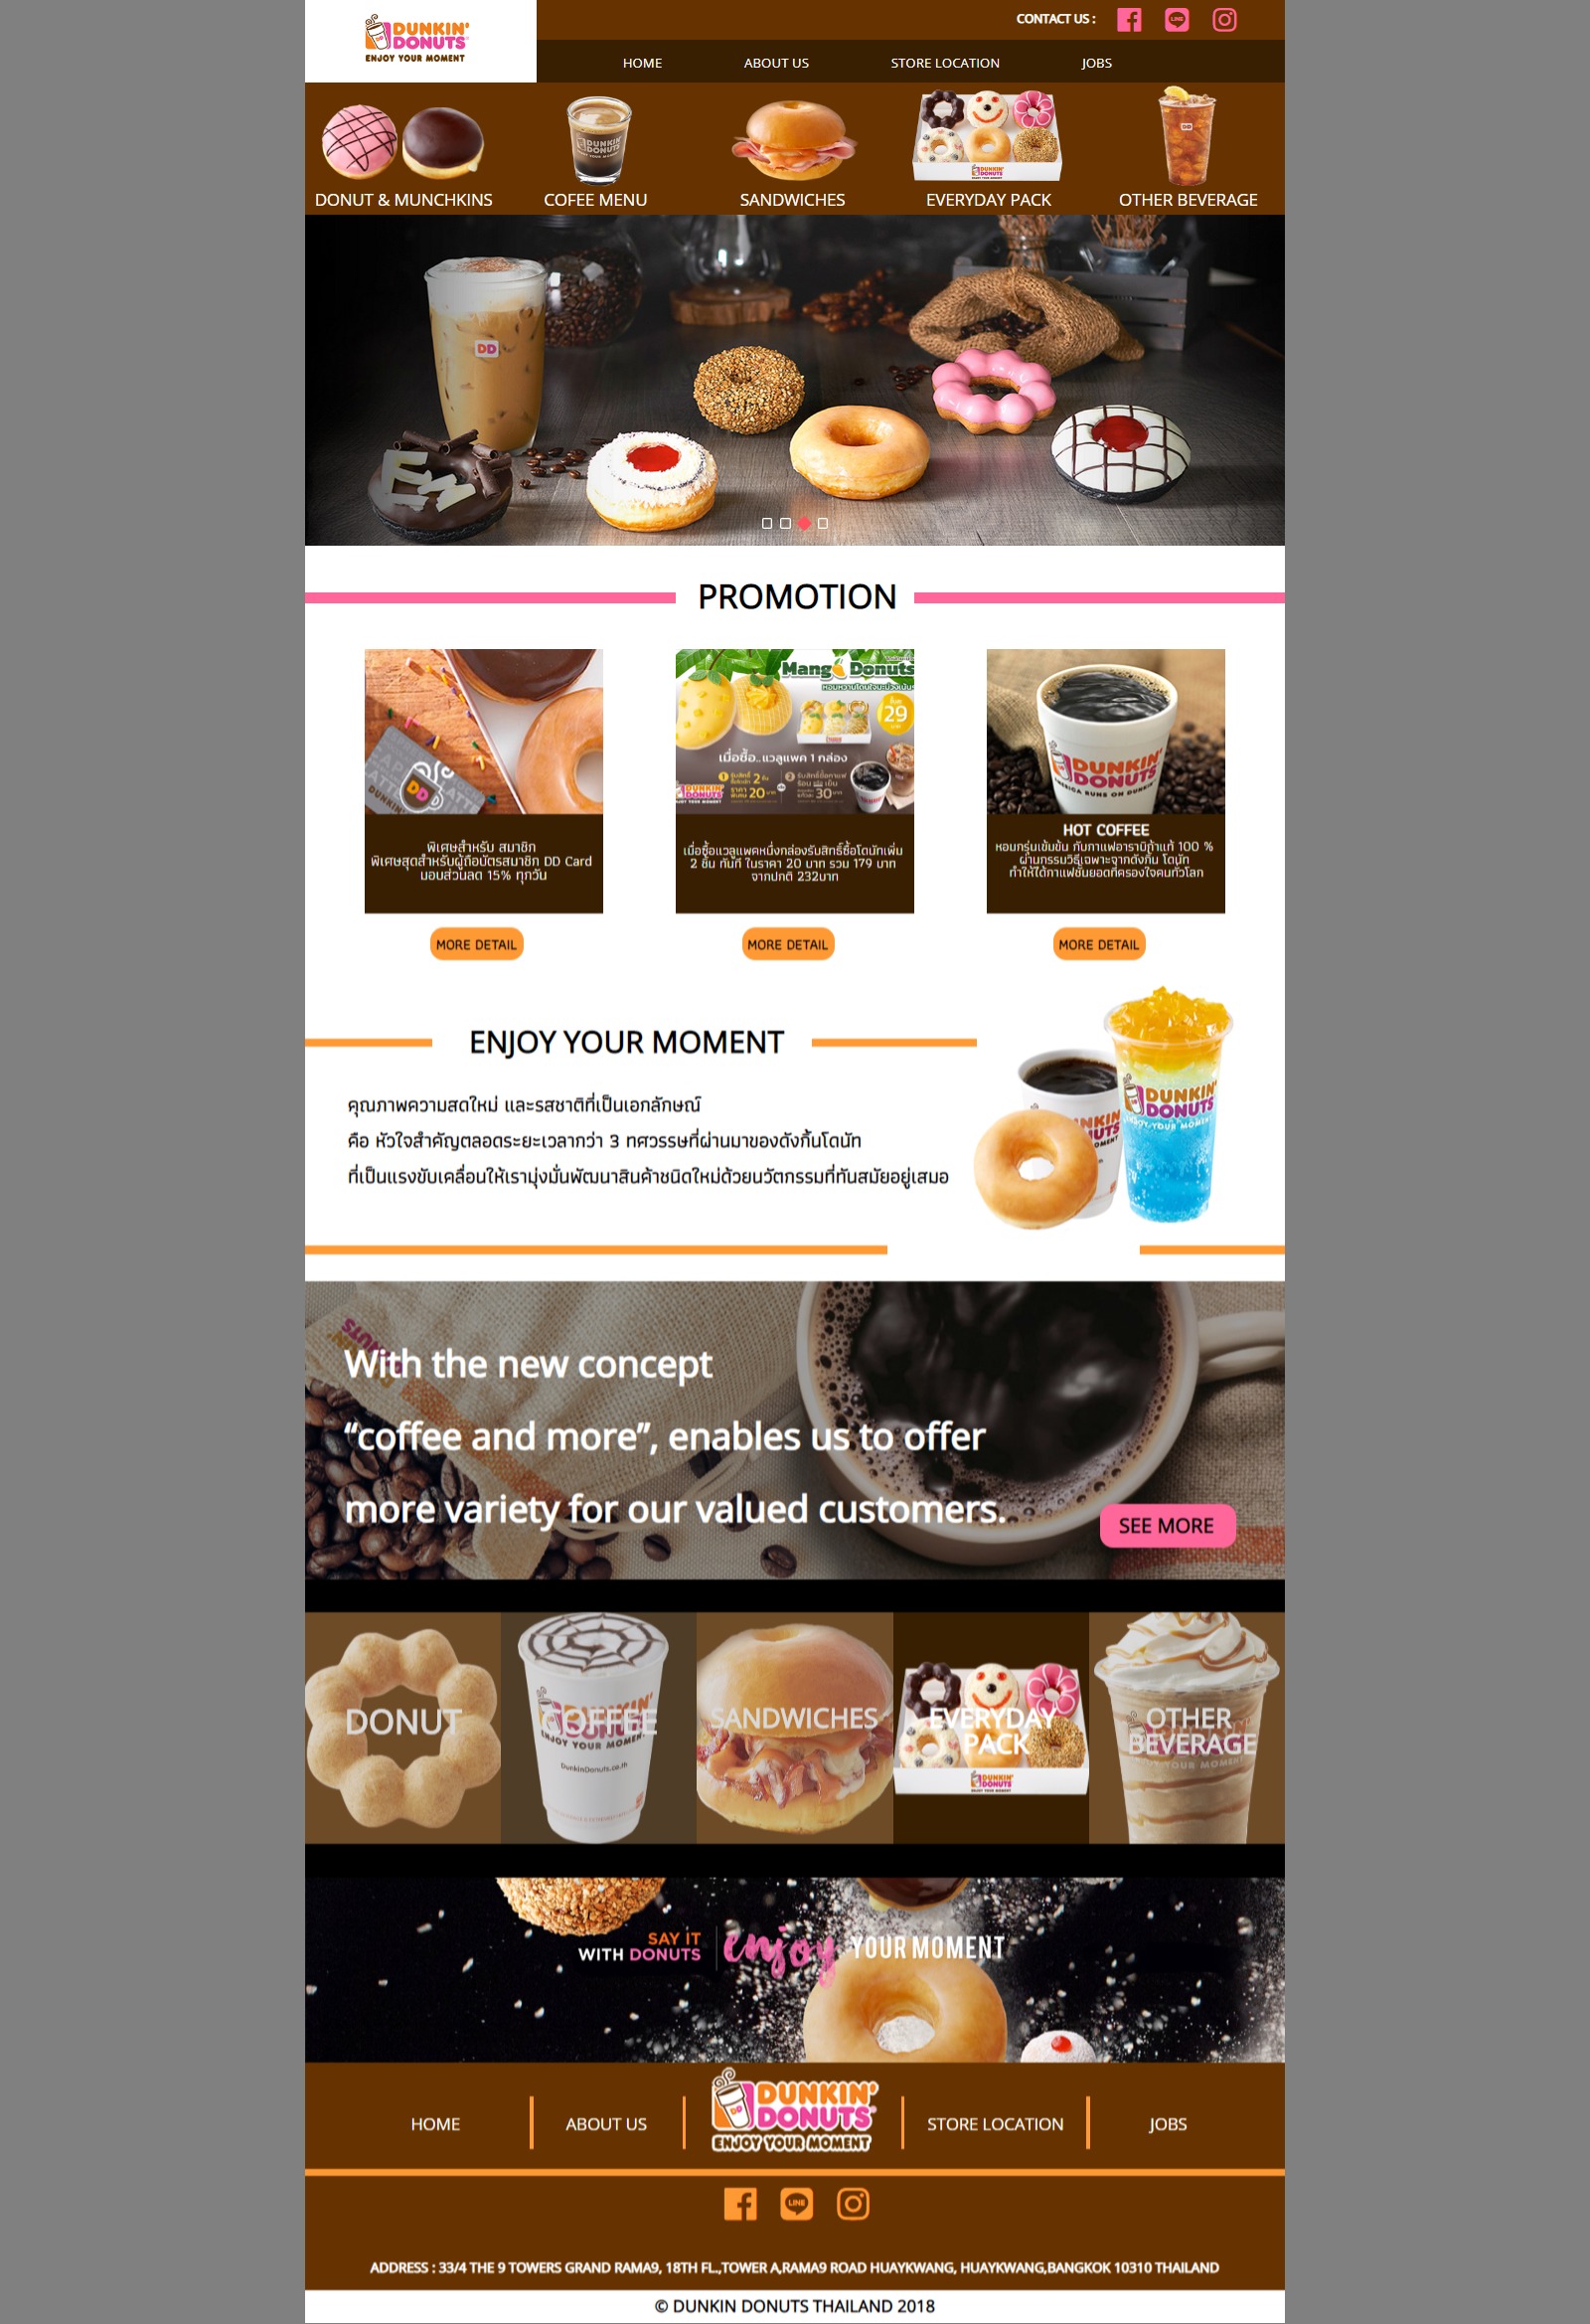 DUNKIN' DONUTS
ENJOY YOUR MOMENT
CONTACT US :
LINE
HOME
ABOUT US
STORE LOCATION
JOBS
DONUT & MUNCHKINS
COFEE MENU
SANDWICHES
EVERYDAY PACK
OTHER BEVERAGE
DD
PROMOTION
DD
DUNKIN'
พิเศษสำหรับ สมาชิก
พิเศษสุดสำหรับผู้ถือบัตรสมาชิก DD Card
มอบส่วนลด 15% ทุกวัน
MORE DETAIL
Mango Donuts
29
เมื่อซื้อ..แวลูแพค 1 กล่อง
DUNKIN' DONUTS
เมื่อซื้อแวลูแพคหนึ่งกล่องรับสิทธิ์ซื้อโดนัทเพิ่ม
2 ชิ้น ทันที ในราคา 20 บาท รวม 179 บาท
จากปกติ 232บาท
MORE DETAIL
DUNKIN'
DONUTS
AMERICA RUNS ON DUNKIN'
HOT COFFEE
หอมกรุ่นเข้มข้น กับกาแฟอาราบิก้าแท้ 100 %
ผ่านกรรมวิธีเฉพาะจากดังกิ้น โดนัท
ทำให้ได้กาแฟชั้นยอดที่ครองใจคนทั่วโลก
MORE DETAIL
ENJOY YOUR MOMENT
คุณภาพความสดใหม่ และรสชาติที่เป็นเอกลักษณ์
คือ หัวใจสำคัญตลอดระยะเวลากว่า 3 ทศวรรษที่ผ่านมาของดังกิ้นโดนัท
ที่เป็นแรงขับเคลื่อนให้เรามุ่งมั่นพัฒนาสินค้าชนิดใหม่ด้วยนวัตกรรมที่ทันสมัยอยู่เสมอ
DUNKIN'
DONUTS
ENJOY YOUR MOMENT
With the new concept
“coffee and more”, enables us to offer
more variety for our valued customers.
SEE MORE
DONUT
COFFEE
ENJOY YOUR MOMENT
DunkinDonuts.co.th
SANDWICHES
EVERYDAY
PACK
OTHER
BEVERAGE
SAY iT
WITH DONUTS
enjoy YOUR MOMENT
HOME
ABOUT US
DUNKIN'
DONUTS
ENJOY YOUR MOMENT
STORE LOCATION
JOBS
LINE
ADDRESS : 33/4 THE 9 TOWERS GRAND RAMA9, 18TH FL.,TOWER A,RAMA9 ROAD HUAYKWANG, HUAYKWANG,BANGKOK 10310 THAILAND
© DUNKIN DONUTS THAILAND 2018